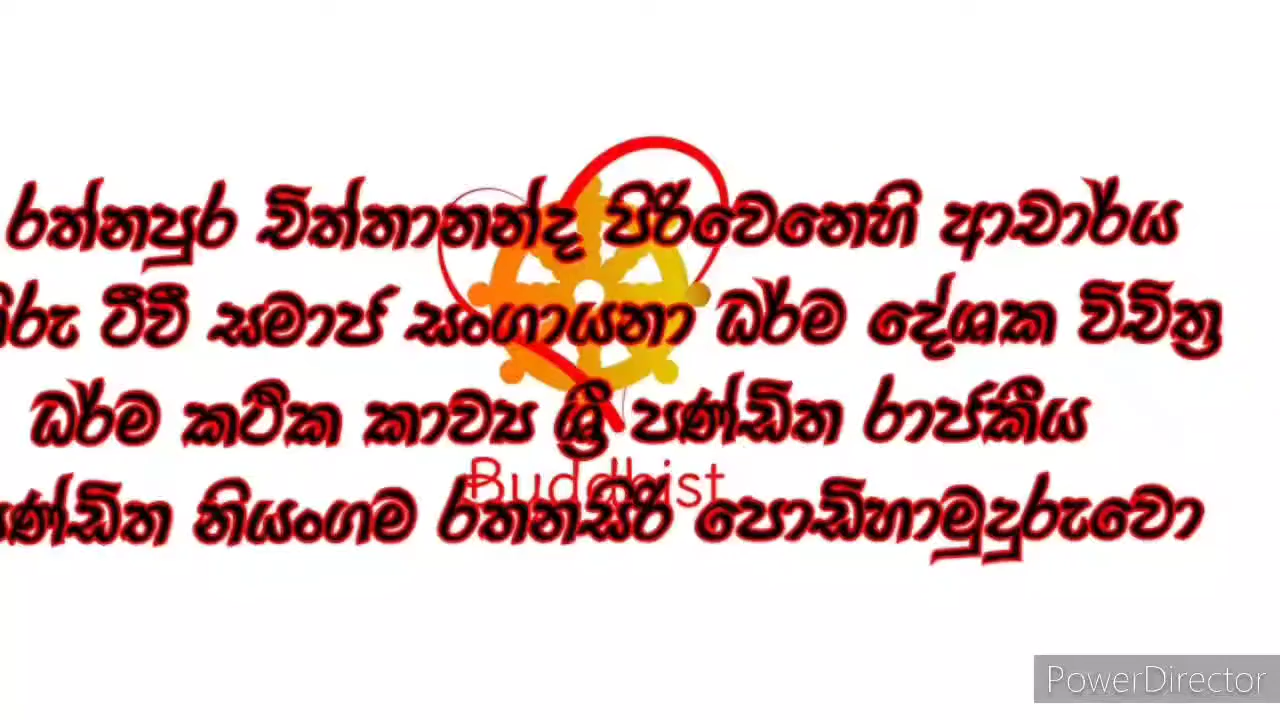 රත්නපුර චිත්තානන්ද පිරිවෙනෙහි ආචාර්ය
ටීවී සමාජ සංගායනා ධර්ම දේශක විචිත්‍ර
ධර්ම කථික කාව්‍ය ශ්‍රී පණ්ඩිත රාජකීය
Buddhist
නියංගම රතනසිරි පොඩිහාමුදුරුවෝ
PowerDirector